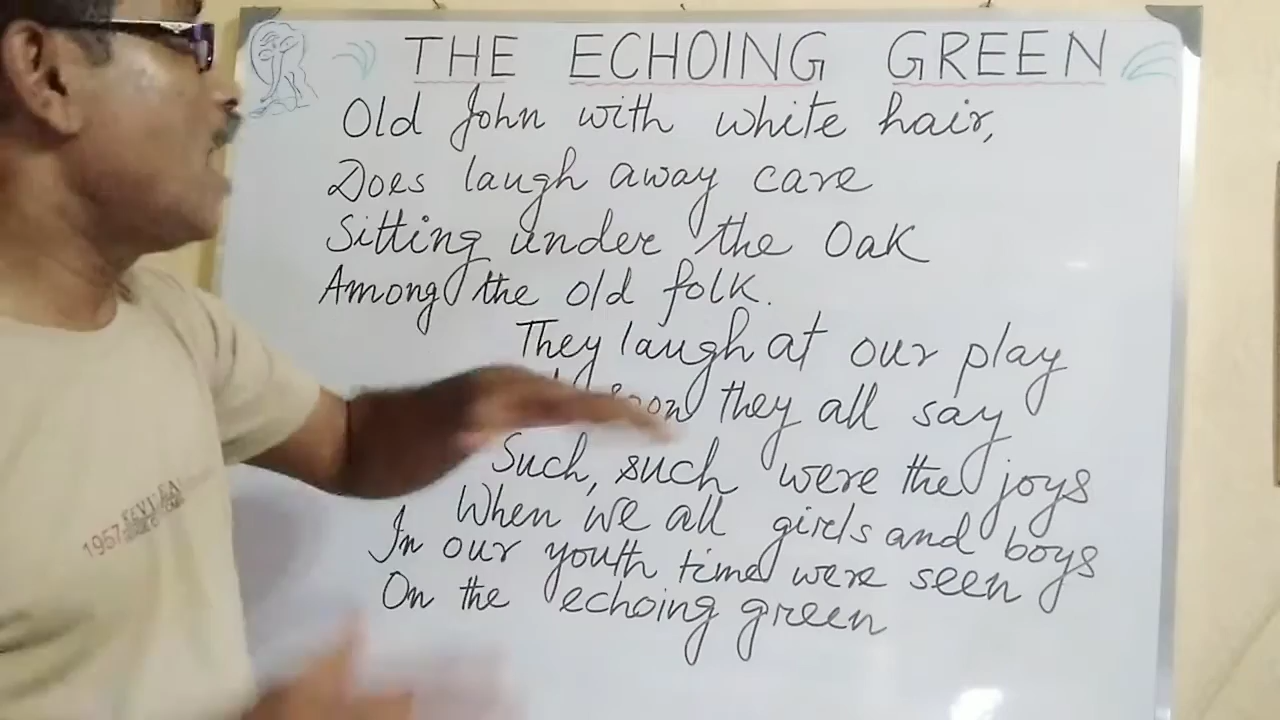 THE ECHOING GREEN
Old John with white hair,
Does laugh away care
Sitting under the Oak
Among the old folk.
They laugh at our play
soon they all say
Such, such were the joys
When we all girls and boys
In our youth time were seen
On the echoing green
1957